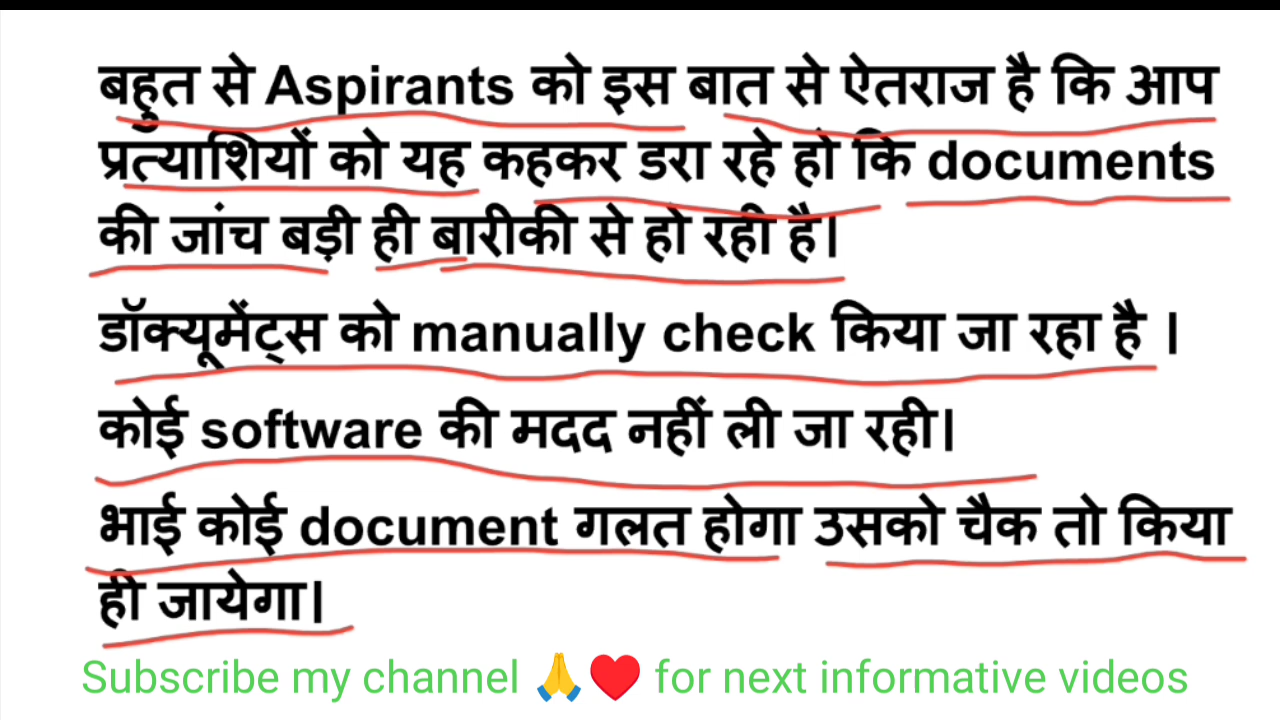 बहुत से Aspirants को इस बात से ऐतराज है कि आप
प्रत्याशियों को यह कहकर डरा रहे हो कि documents
की जांच बड़ी ही बारीकी से हो रही है।
डॉक्यूमेंट्स को manually check किया जा रहा है ।
कोई software की मदद नहीं ली जा रही।
भाई कोई document गलत होगा उसको चैक तो किया
ही जायेगा।
Subscribe my channel 🙏❤️ for next informative videos